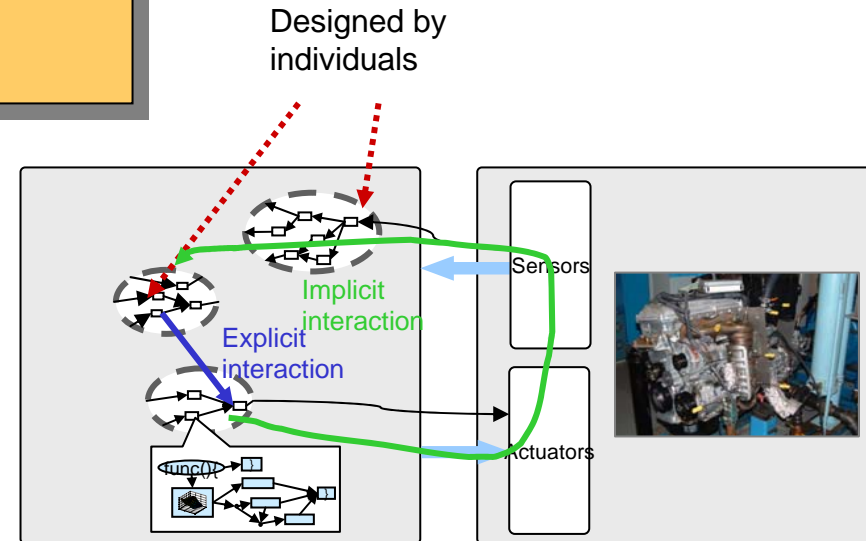 Designed by
individuals
Sensors
Implicit
interaction
Explicit
interaction
Actuators
func(){
}
}